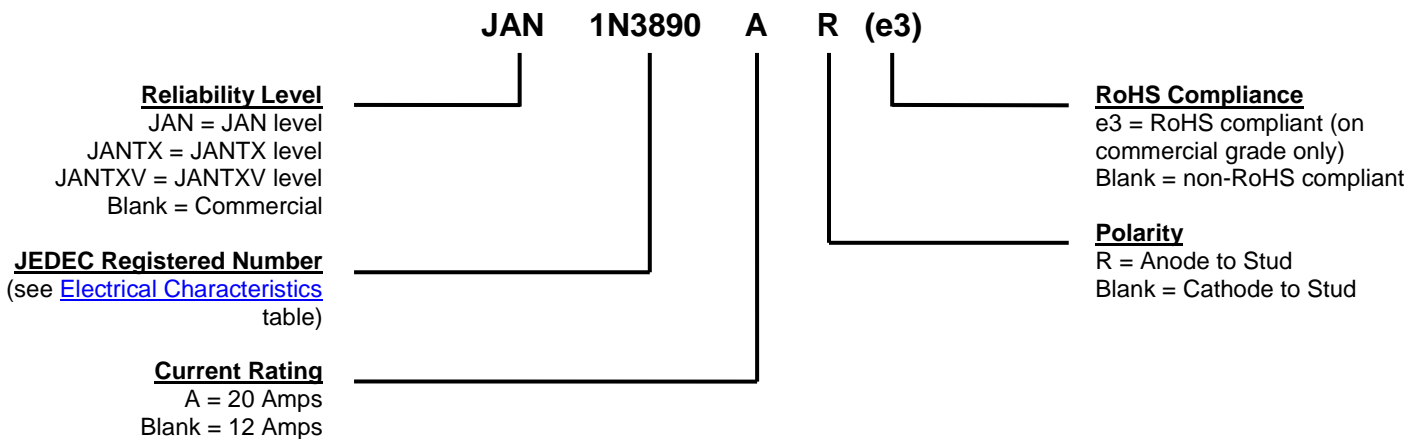 JAN 1N3890 A R (e3)
Reliability Level
JAN = JAN level
JANTX = JANTX level
JANTXV = JANTXV level
Blank = Commercial
JEDEC Registered Number
(see Electrical Characteristics
table)
Current Rating
A = 20 Amps
Blank = 12 Amps
RoHS Compliance
e3 = RoHS compliant (on
commercial grade only)
Blank = non-RoHS compliant
Polarity
R = Anode to Stud
Blank = Cathode to Stud